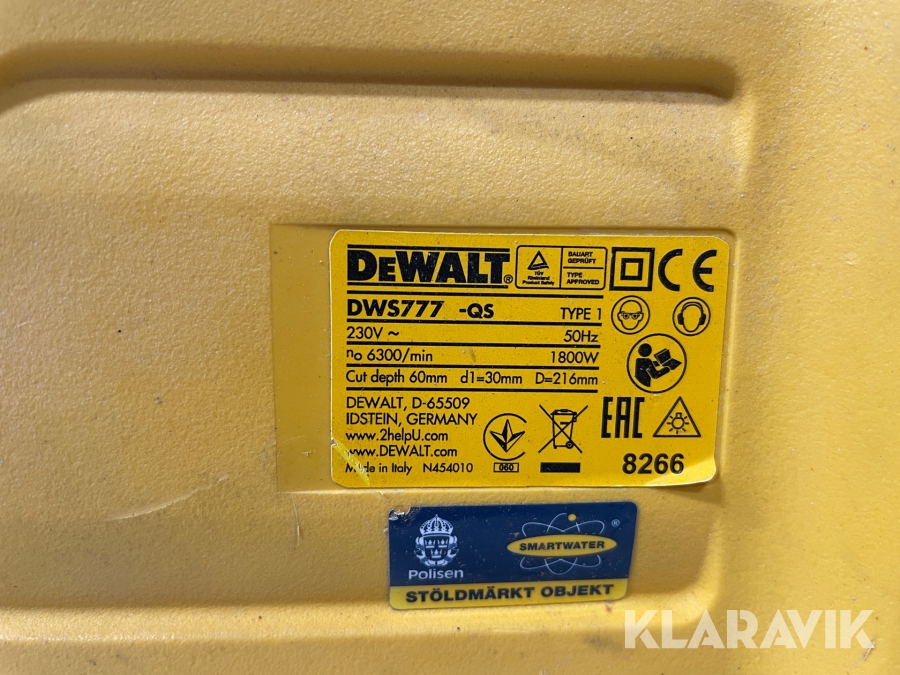 DEWALT®
TÜV
Rheinland
Product Safety
BAUART
GEPRÜFT
TYPE
APPROVED
CE
DWS777 -QS TYPE 1
230V ~ 50Hz
no 6300/min 1800W
Cut depth 60mm d1=30mm D=216mm
DEWALT, D-65509
IDSTEIN, GERMANY
www.2helpU.com
www.DEWALT.com
Made in Italy N454010
060
EAC
8266
Polisen
SMARTWATER
®
STÖLDMÄRKT OBJEKT
KLARAVIK